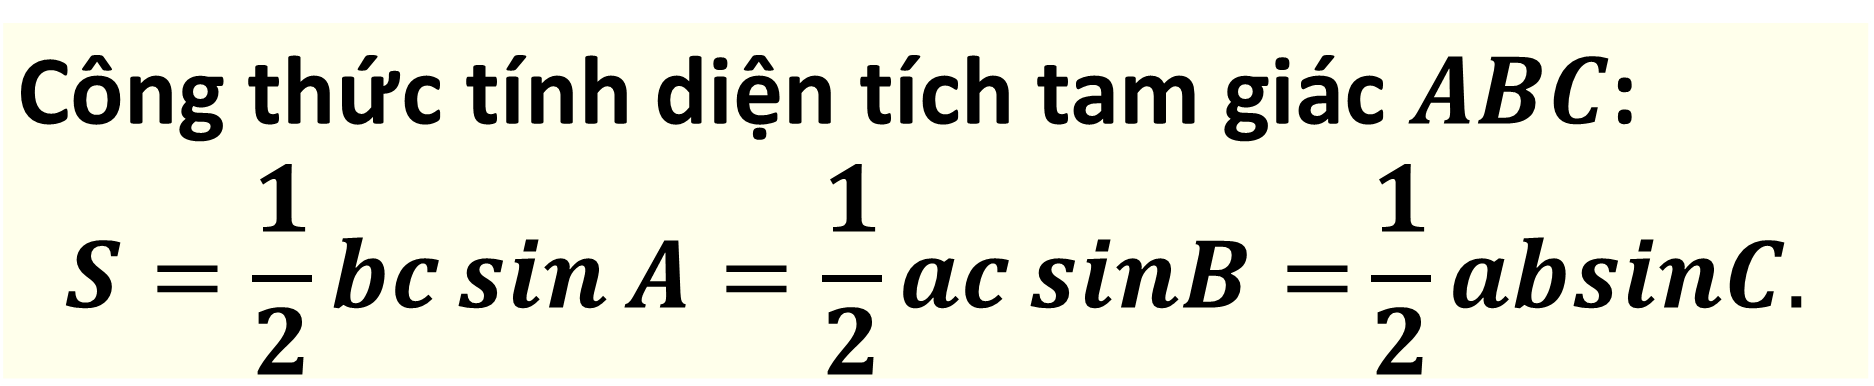 Công thức tính diện tích tam giác ABC:
S = 1/2 bc sin A = 1/2 ac sinB = 1/2 absinC.